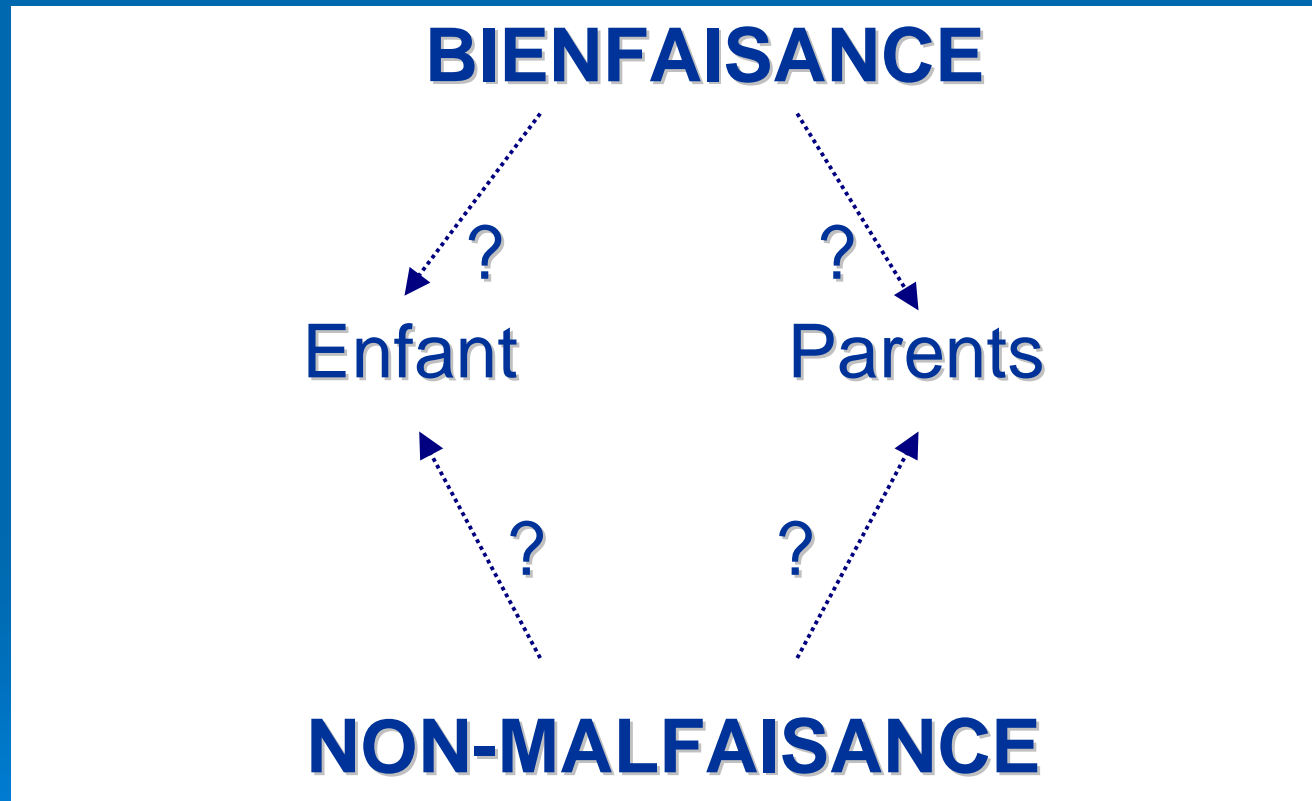 BIENFAISANCE
? ?
Enfant Parents
? ?
NON-MALFAISANCE